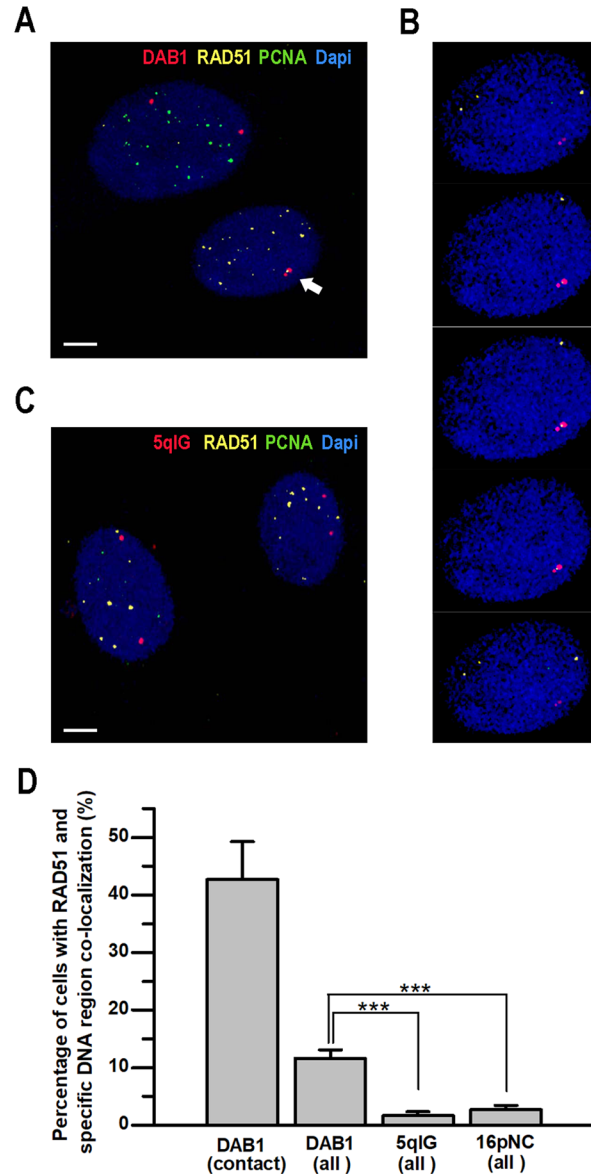 A
DAB1 RAD51 PCNA Dapi
B
C
5qIG RAD51 PCNA Dapi
D
Percentage of cells with RAD51 and
specific DNA region co-localization (%)
50
40
30
20
10
0
***
***
DAB1 DAB1 5qIG 16pNC
(contact) (all ) (all ) (all )